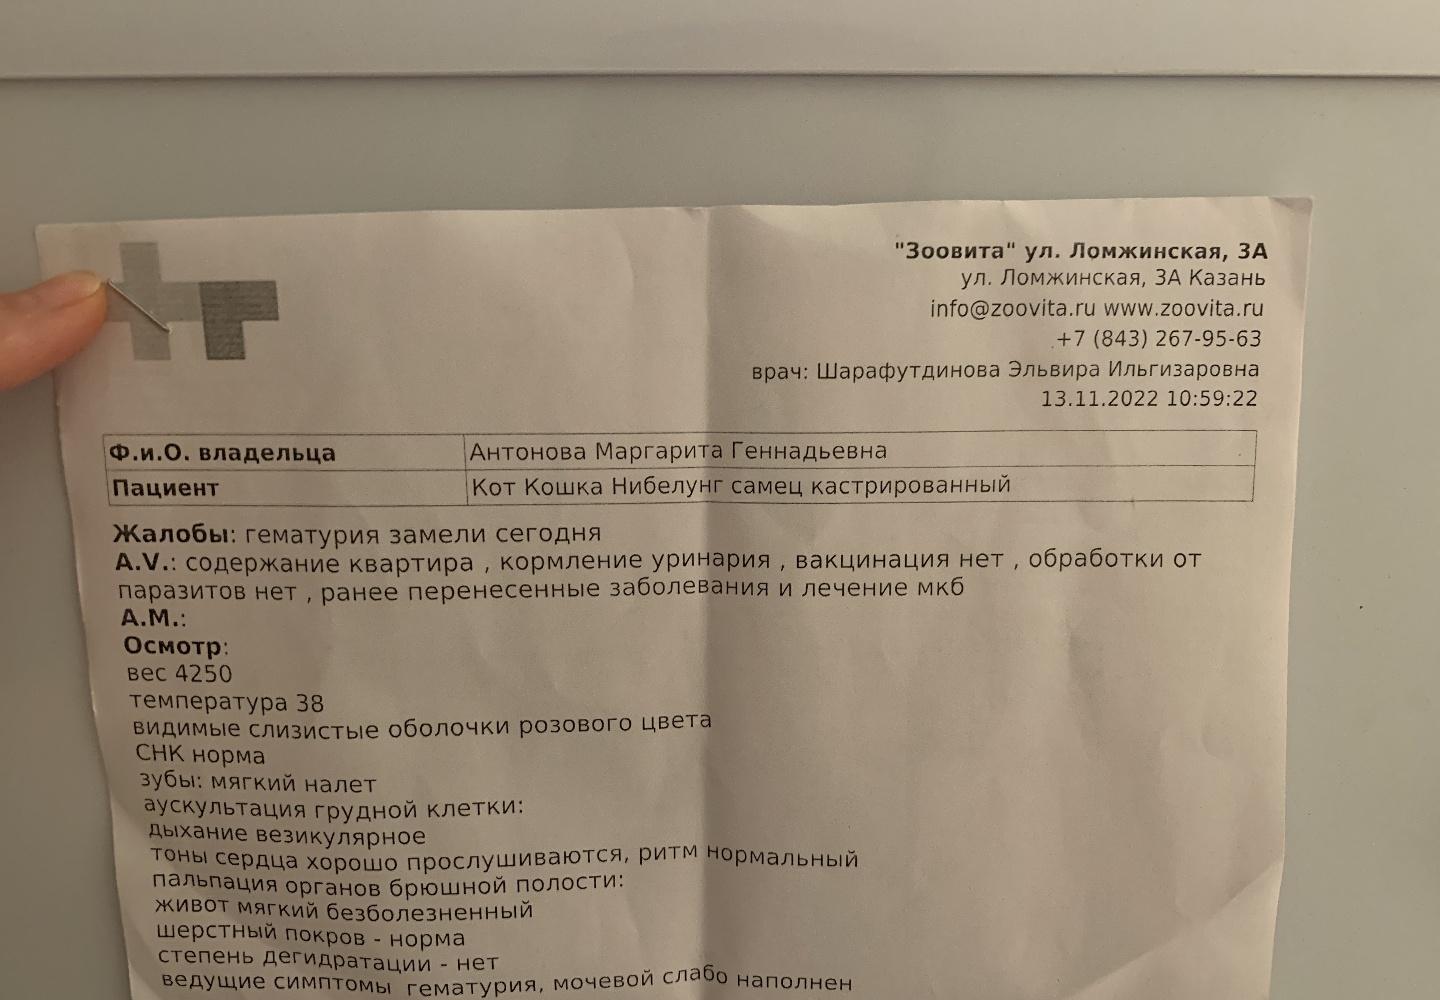 "Зоовита" ул. Ломжинская, 3А
ул. Ломжинская, 3А Казань
info@zoovita.ru www.zoovita.ru
+7 (843) 267-95-63
врач: Шарафутдинова Эльвира Ильгизаровна
13.11.2022 10:59:22
Ф.и.О. владельца Антонова Маргарита Геннадьевна
Пациент Кот Кошка Нибелунг самец кастрированный
Жалобы: гематурия замели сегодня
A.V.: содержание квартира , кормление уринария , вакцинация нет , обработки от
паразитов нет , ранее перенесенные заболевания и лечение мкб
А.М.:
Осмотр:
вес 4250
температура 38
видимые слизистые оболочки розового цвета
СНК норма
зубы: мягкий налет
аускультация грудной клетки:
дыхание везикулярное
тоны сердца хорошо прослушиваются, ритм нормальный
пальпация органов брюшной полости:
живот мягкий безболезненный
шерстный покров - норма
степень дегидратации - нет
ведущие симптомы гематурия, мочевой слабо наполнен